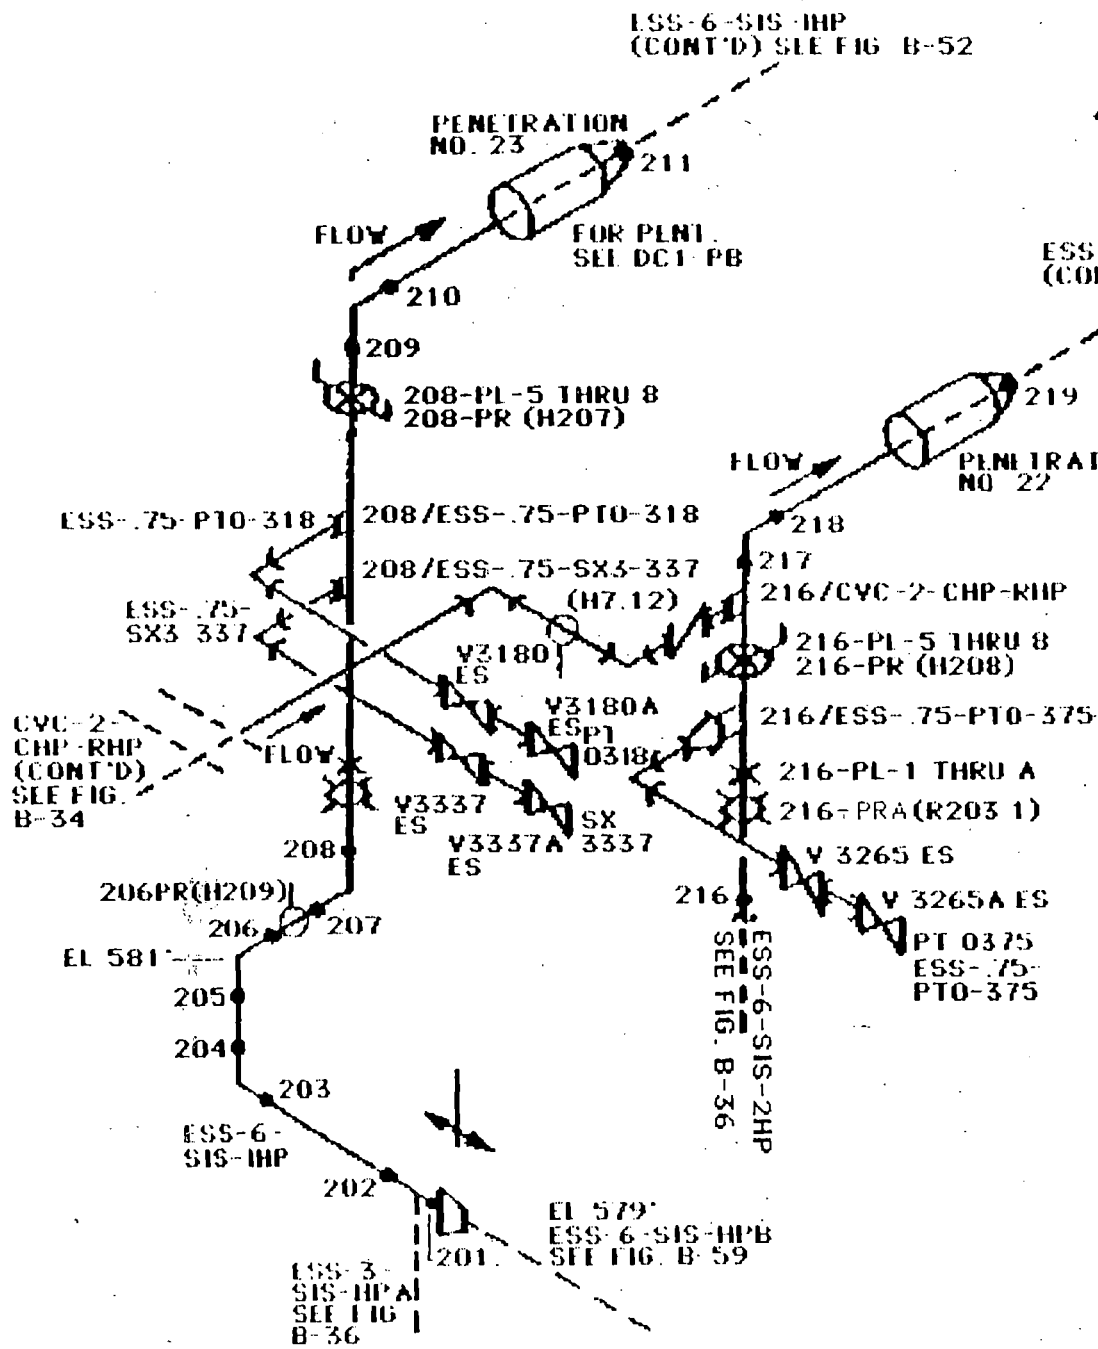 ESS-6-SIS-1HP
(CONT'D) SEE FIG B-52
PENETRATION
NO. 23
211
FLOW
FOR PENT.
SEE DC1-PB
ESS
(CON
210
209
208-PL-5 THRU 8
208-PR (H207)
219
FLOW
PENETRAT
NO 22
ESS-.75-PTO-318
208/ESS-.75-PTO-318
218
217
208/ESS-.75-SX3-337
(H7.12)
216/CVC-2-CHP-RHP
ESS-.75-
SX3 337
216-PL-5 THRU 8
216-PR (H208)
V3180
ES
V3180A
ES
PT
0318
216/ESS-.75-PTO-375
CVC-2-
CHP-RHP
(CONT'D)
SEE FIG.
B-34
FLOW
216-PL-1 THRU A
216-PRA (R203 1)
V3337
ES
V3337A
ES
SX
3337
208
V 3265 ES
206PR(H209)
207
206
216
V 3265A ES
EL 581'
PT 0375
ESS-.75-
PTO-375
205
204
ESS-6-SIS-2HP
SEE FIG. B-36
203
ESS-6-
SIS-1HP
202
201
EL 579'
ESS-6-SIS-HPB
SEE FIG. B-59
ESS-3-
SIS-HPA
SEE FIG
B-36